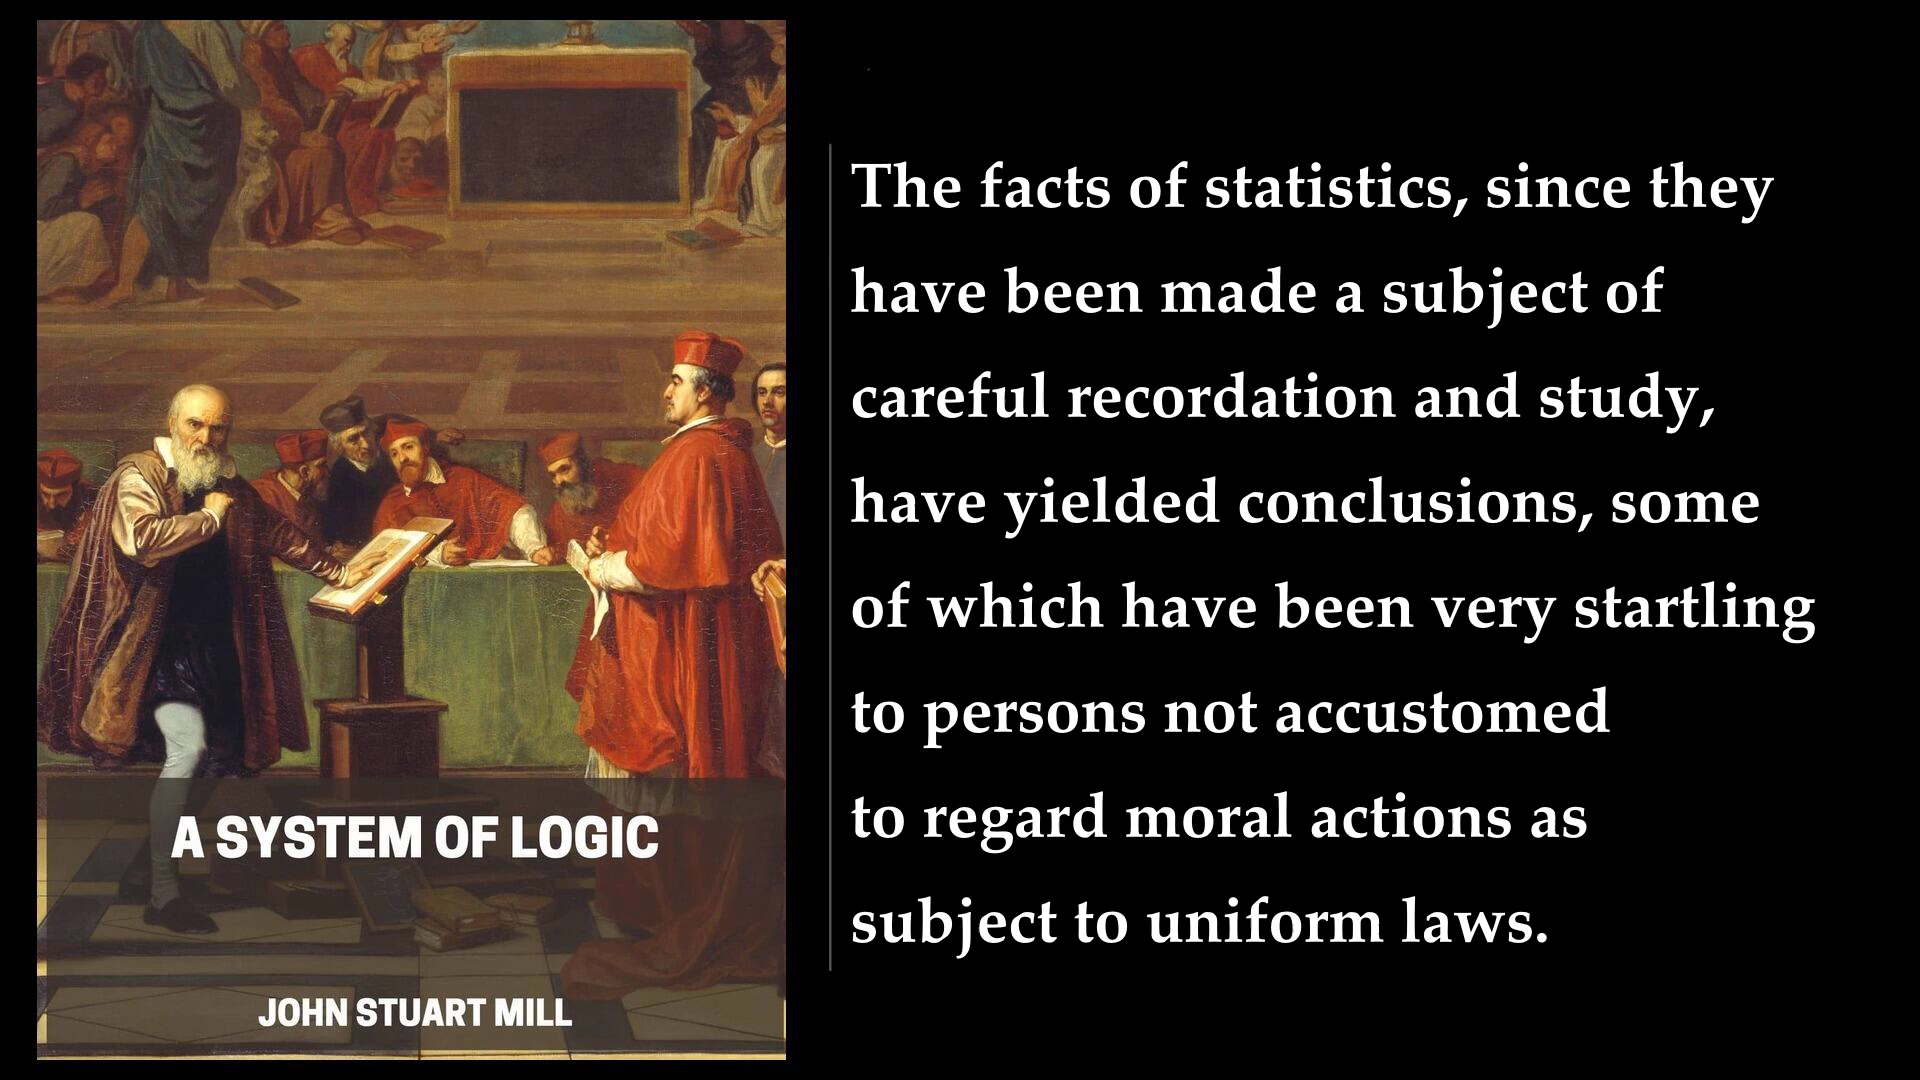 A SYSTEM OF LOGIC
JOHN STUART MILL
The facts of statistics, since they
have been made a subject of
careful recordation and study,
have yielded conclusions, some
of which have been very startling
to persons not accustomed
to regard moral actions as
subject to uniform laws.